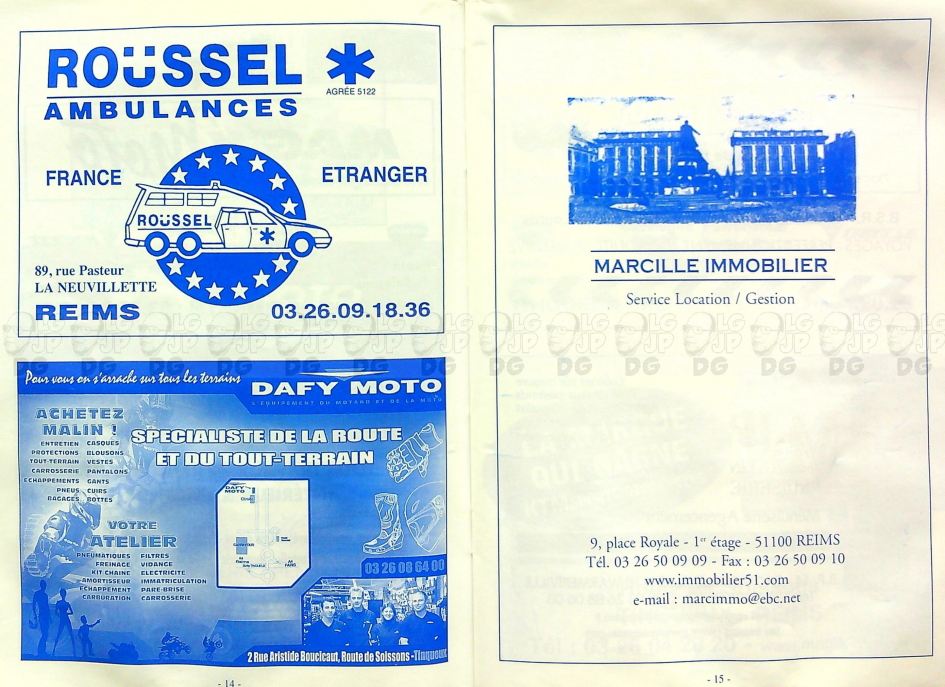 ROÜSSEL
AMBULANCES
AGRÉE 5122
FRANCE
ETRANGER
ROÜSSEL
89, rue Pasteur
LA NEUVILLETTE
REIMS
03.26.09.18.36
Pour vous on s'arrache sur tous les terrains
DAFY MOTO
L'EQUIPEMENT DU MOTARD ET DE LA MOTO
ACHETEZ
MALIN !
SPECIALISTE DE LA ROUTE
ET DU TOUT-TERRAIN
ENTRETIEN CASQUES
PROTECTIONS BLOUSONS
TOUT-TERRAIN VESTES
CARROSSERIE PANTALONS
ECHAPPEMENTS GANTS
PNEUS CUIRS
BAGAGES BOTTES
DAFY
MOTO
VOTRE
ATELIER
PNEUMATIQUES FILTRES
FREINAGE VIDANGE
KIT CHAINE ELECTRICITE
AMORTISSEUR IMMATRICULATION
ECHAPPEMENT PARE-BRISE
CARBURATION CARROSSERIE
03 26 08 64 00
2 Rue Aristide Boucicaut, Route de Soissons - Tinqueux
- 14 -
MARCILLE IMMOBILIER
Service Location / Gestion
9, place Royale - 1er étage - 51100 REIMS
Tél. 03 26 50 09 09 - Fax : 03 26 50 09 10
www.immobilier51.com
e-mail : marcimmo@ebc.net
- 15 -